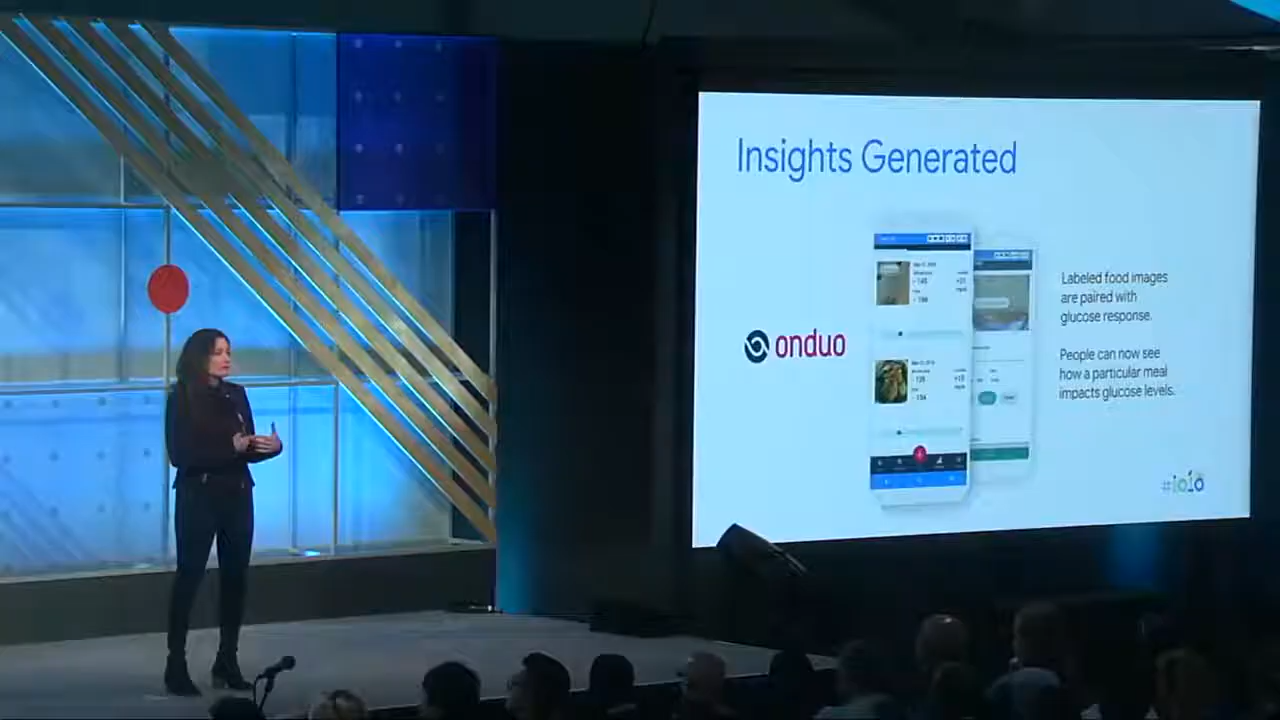 Insights Generated
onduo
Labeled food images
are paired with
glucose response.
People can now see
how a particular meal
impacts glucose levels.
#io18